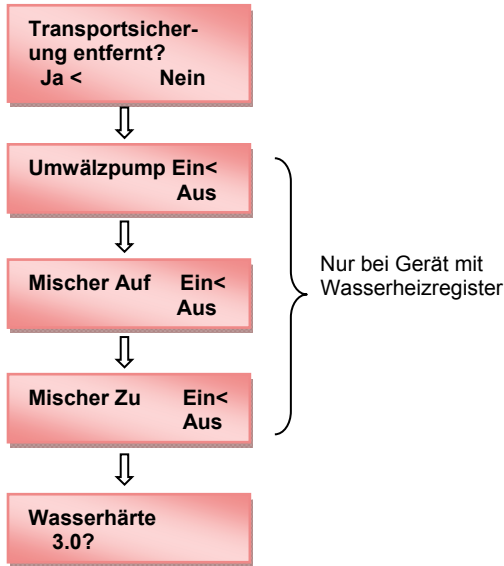 Transportsicher-
ung entfernt?
Ja < Nein
Umwälzpump Ein<
Aus
Mischer Auf Ein<
Aus
Mischer Zu Ein<
Aus
Nur bei Gerät mit
Wasserheizregister
Wasserhärte
3.0?